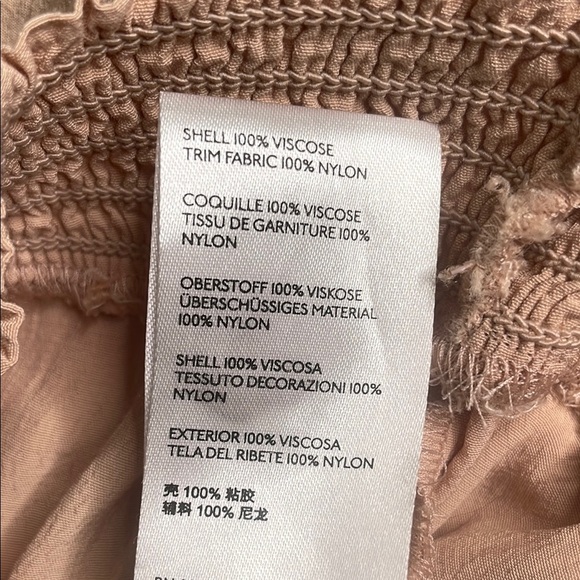 SHELL 100% VISCOSE
TRIM FABRIC 100% NYLON
COQUILLE 100% VISCOSE
TISSU DE GARNITURE 100%
NYLON
OBERSTOFF 100% VISKOSE
ÜBERSCHÜSSIGES MATERIAL
100% NYLON
SHELL 100% VISCOSA
TESSUTO DECORAZIONI 100%
NYLON
EXTERIOR 100% VISCOSA
TELA DEL RIBETE 100% NYLON
壳 100% 粘胶
辅料 100% 尼龙